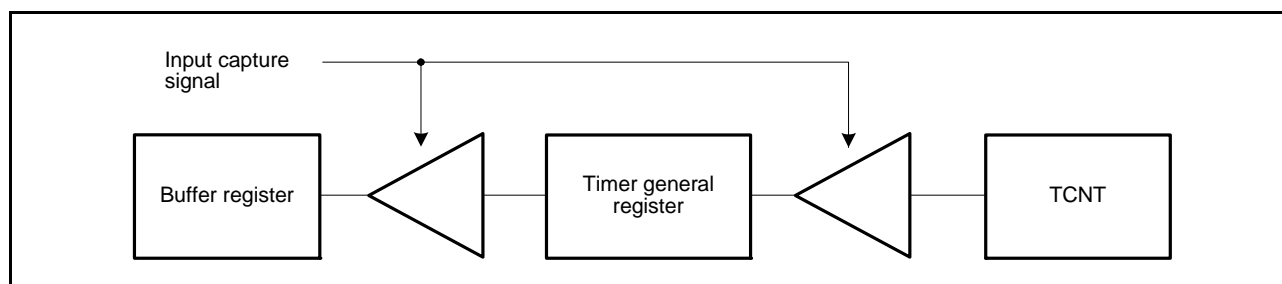 Input capture
signal
Buffer register
Timer general
register
TCNT